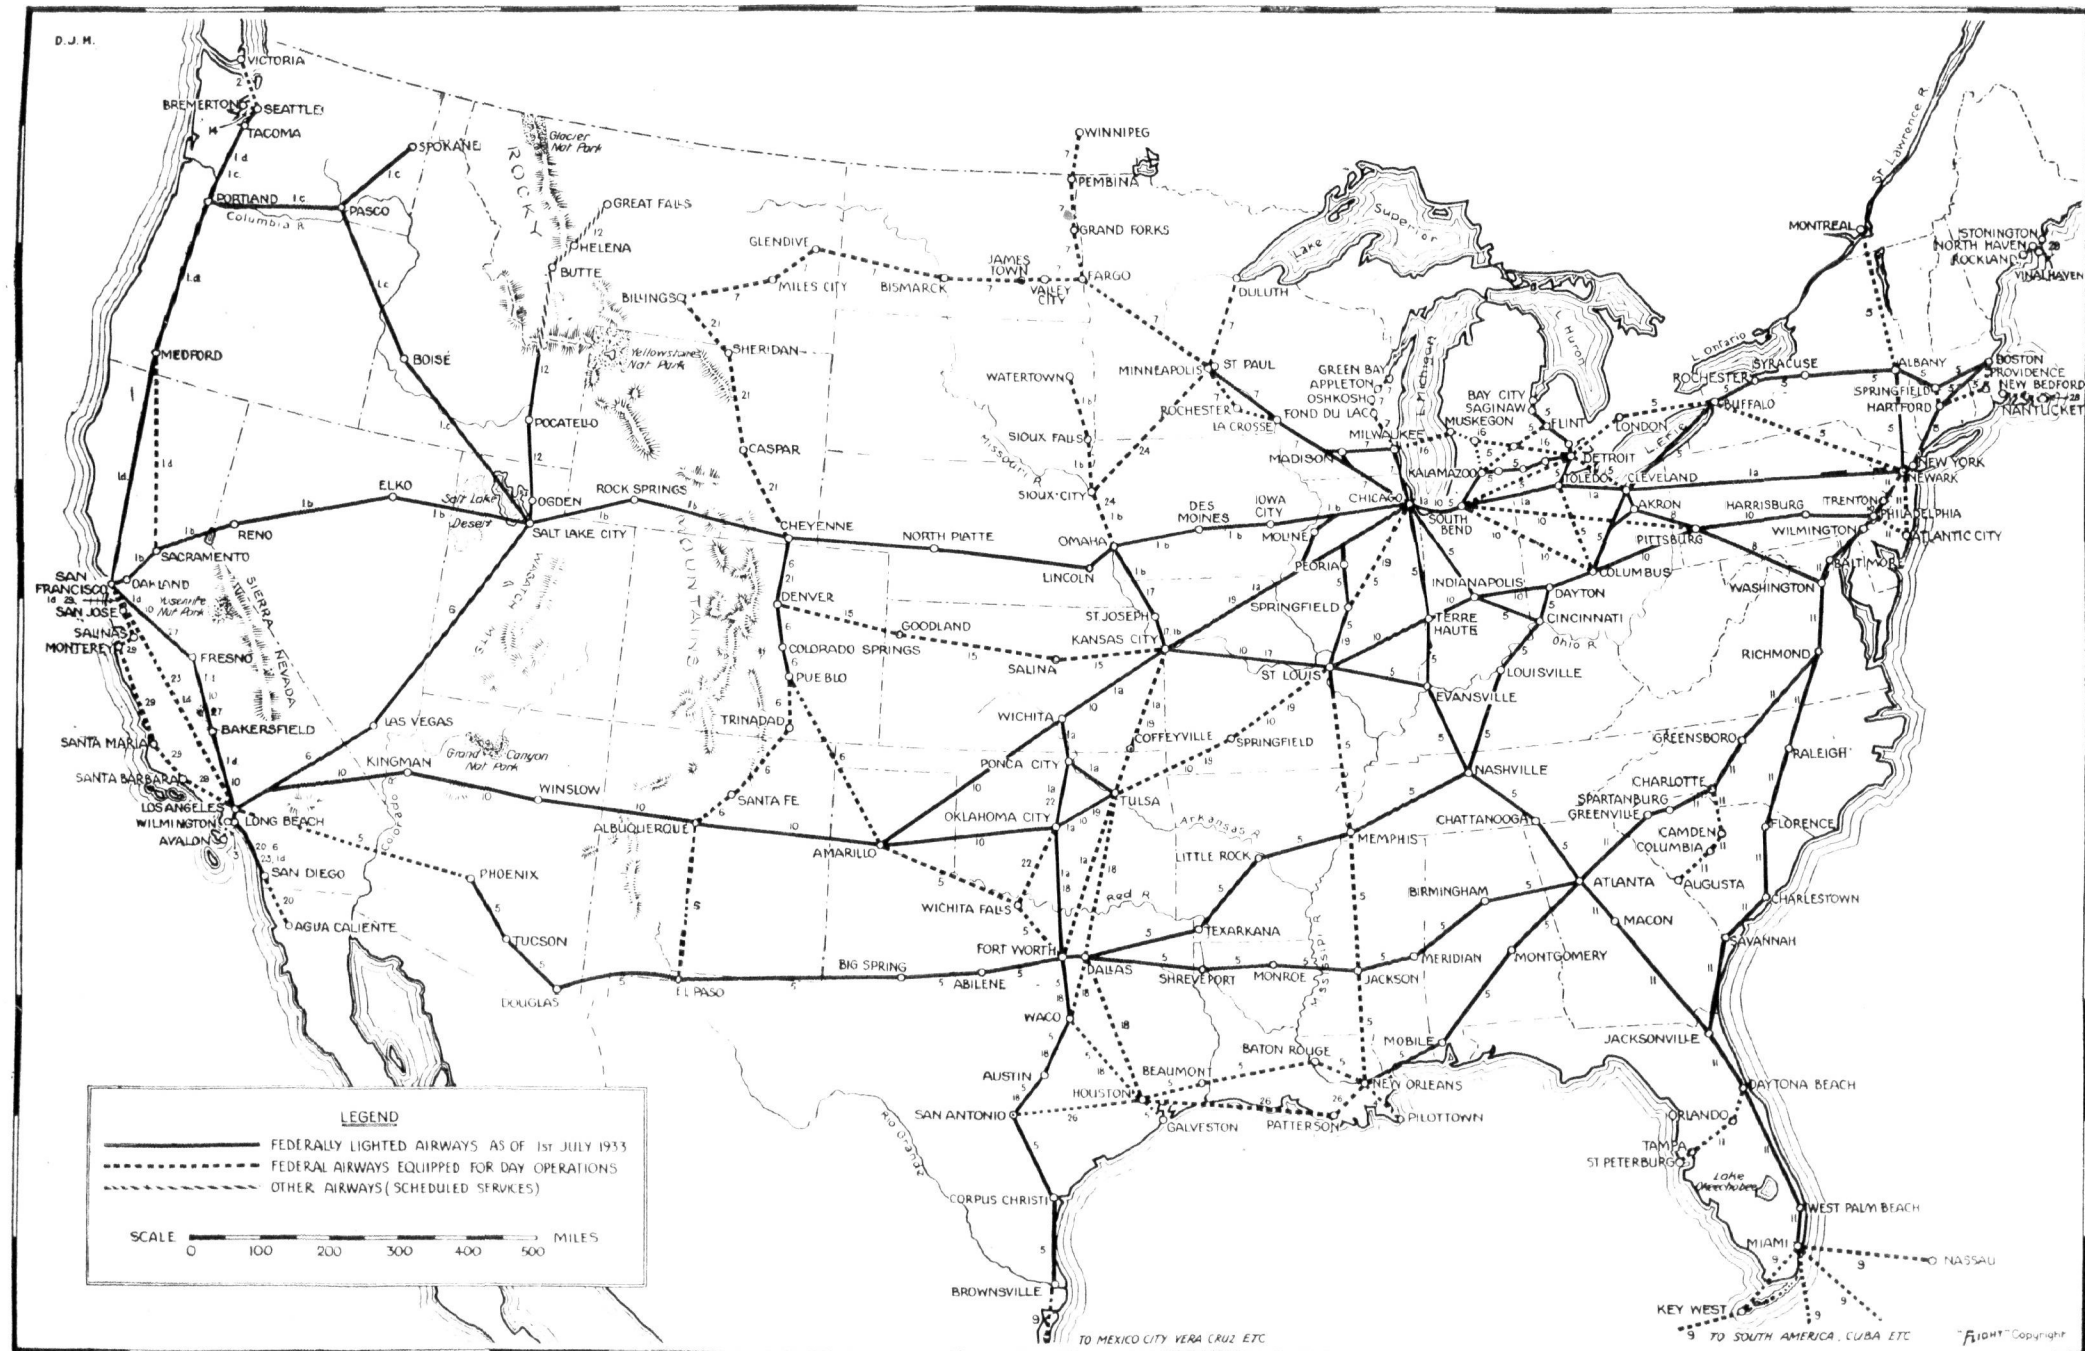 D.J.M.
VICTORIA
BREMERTON
SEATTLE
TACOMA
SPOKANE
PORTLAND
PASCO
Columbia R
Glacier
Nat Park
ROCKY
GREAT FALLS
HELENA
BUTTE
GLENDIVE
MILES CITY
BILLINGS
BISMARCK
JAMES
TOWN
VALLEY
CITY
FARGO
WINNIPEG
PEMBINA
GRAND FORKS
DULUTH
Lake
Superior
MONTREAL
St Lawrence R.
STONINGTON
NORTH HAVEN
ROCKLAND
VINALHAVEN
MEDFORD
BOISÉ
SHERIDAN
Yellowstone
Nat Park
WATERTOWN
MINNEAPOLIS
ST PAUL
ROCHESTER
LA CROSSE
GREEN BAY
APPLETON
OSHKOSH
FOND DU LAC
MILWAUKEE
MADISON
L Michigan
Huron
BAY CITY
SAGINAW
MUSKEGON
FLINT
LONDON
L Ontario
L Erie
ROCHESTER
SYRACUSE
BUFFALO
ALBANY
SPRINGFIELD
HARTFORD
BOSTON
PROVIDENCE
NEW BEDFORD
NANTUCKET
POCATELLO
CASPAR
SIOUX FALLS
Missouri R
SIOUX CITY
KALAMAZOO
DETROIT
TOLEDO
CLEVELAND
AKRON
NEW YORK
NEWARK
TRENTON
HARRISBURG
PHILADELPHIA
WILMINGTON
ATLANTIC CITY
BALTIMORE
WASHINGTON
PITTSBURG
ELKO
RENO
SACRAMENTO
Salt Lake
Desert
OGDEN
SALT LAKE CITY
ROCK SPRINGS
CHEYENNE
NORTH PLATTE
OMAHA
LINCOLN
DES
MOINES
IOWA
CITY
MOLINE
CHICAGO
SOUTH
BEND
PEORIA
SPRINGFIELD
INDIANAPOLIS
COLUMBUS
DAYTON
CINCINNATI
TERRE
HAUTE
Ohio R
SAN
FRANCISCO
OAKLAND
SAN JOSE
Yosemite
Nat Park
SALINAS
MONTEREY
FRESNO
SIERRA NEVADA
WASATCH MTS
MOUNTAINS
DENVER
COLORADO SPRINGS
PUEBLO
GOODLAND
SALINA
ST JOSEPH
KANSAS CITY
ST LOUIS
EVANSVILLE
LOUISVILLE
RICHMOND
BAKERSFIELD
LAS VEGAS
TRINADAD
WICHITA
COFFEYVILLE
SPRINGFIELD
SANTA MARIA
SANTA BARBARA
KINGMAN
Grand Canyon
Nat Park
WINSLOW
Colorado
SANTA FE
PONCA CITY
TULSA
NASHVILLE
GREENSBORO
RALEIGH
CHARLOTTE
SPARTANBURG
GREENVILLE
LOS ANGELES
WILMINGTON
LONG BEACH
AVALON
ALBUQUERQUE
AMARILLO
OKLAHOMA CITY
Arkansas R
MEMPHIS
CHATTANOOGA
CAMDEN
COLUMBIA
FLORENCE
LITTLE ROCK
SAN DIEGO
PHOENIX
AGUA CALIENTE
TUCSON
WICHITA FALLS
Red R
TEXARKANA
BIRMINGHAM
ATLANTA
AUGUSTA
CHARLESTOWN
MACON
SAVANNAH
MONTGOMERY
DOUGLAS
EL PASO
BIG SPRING
ABILENE
FORT WORTH
DALLAS
SHREVEPORT
MONROE
JACKSON
MERIDIAN
Mississippi R
WACO
AUSTIN
SAN ANTONIO
HOUSTON
BEAUMONT
BATON ROUGE
GALVESTON
PATTERSON
NEW ORLEANS
PILOTTOWN
MOBILE
JACKSONVILLE
DAYTONA BEACH
ORLANDO
TAMPA
ST PETERBURG
Lake
Okeechobee
WEST PALM BEACH
MIAMI
NASSAU
KEY WEST
Rio Grande
CORPUS CHRISTI
BROWNSVILLE
LEGEND
FEDERALLY LIGHTED AIRWAYS AS OF 1ST JULY 1933
FEDERAL AIRWAYS EQUIPPED FOR DAY OPERATIONS
OTHER AIRWAYS (SCHEDULED SERVICES)
SCALE 0 100 200 300 400 500 MILES
TO MEXICO CITY VERA CRUZ ETC
TO SOUTH AMERICA, CUBA ETC
"FLIGHT" Copyright